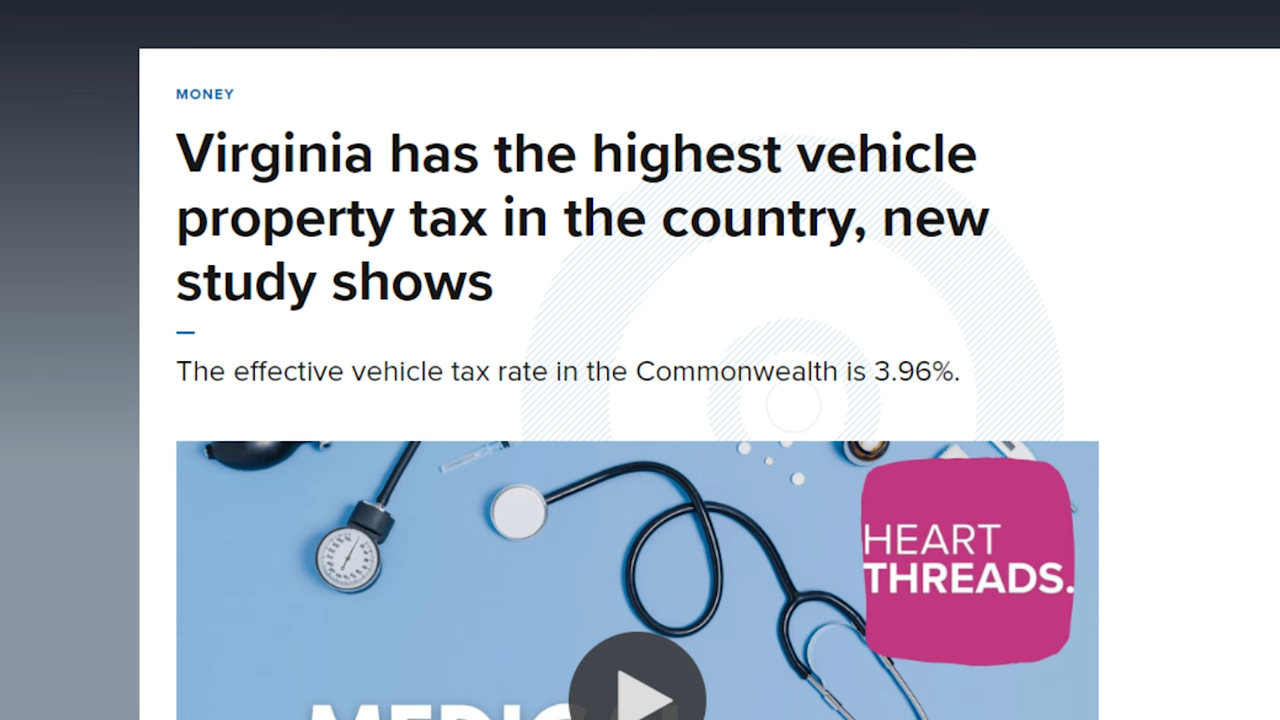 MONEY
Virginia has the highest vehicle
property tax in the country, new
study shows
The effective vehicle tax rate in the Commonwealth is 3.96%.
HEART
THREADS.